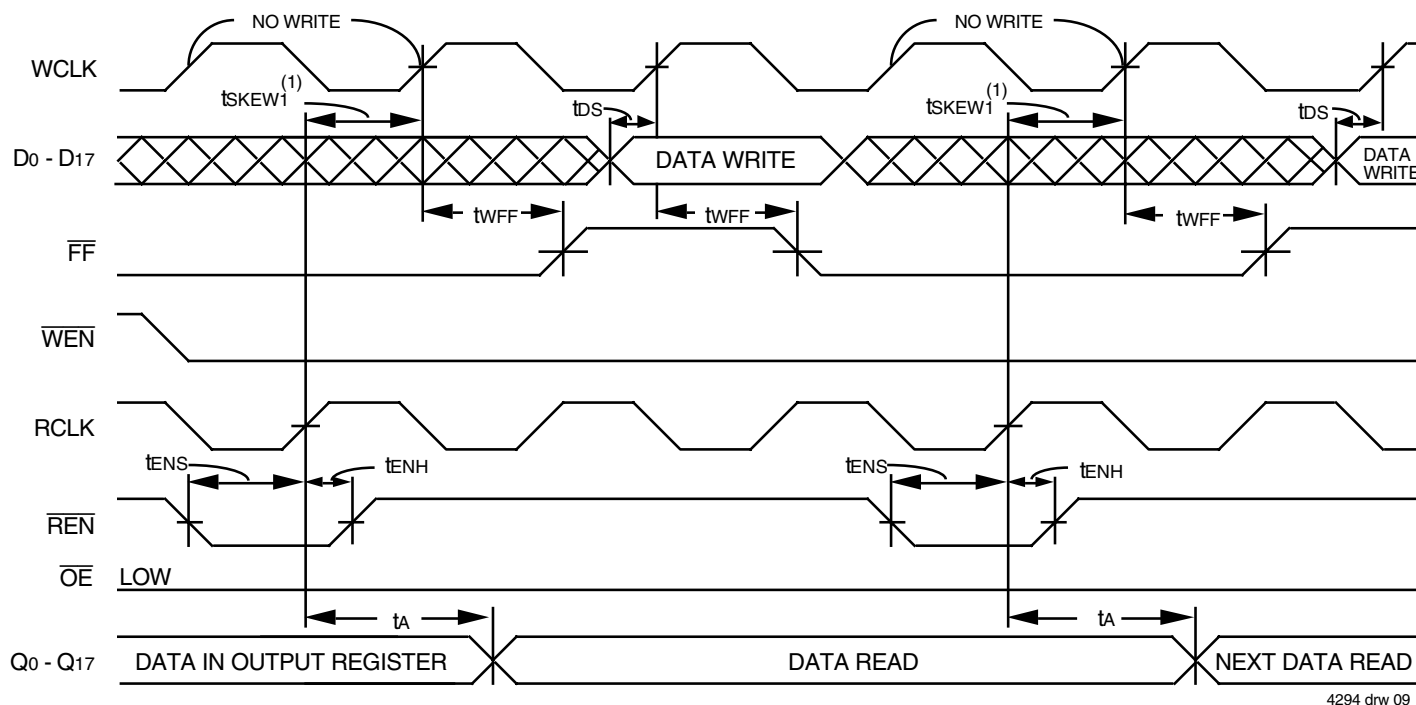 NO WRITE NO WRITE
WCLK
tSKEW1(1) tDS tSKEW1(1) tDS
D0 - D17 DATA WRITE DATA WRITE
tWFF tWFF tWFF
FF
WEN
RCLK
tENS tENH tENS tENH
REN
OE LOW
tA tA
Q0 - Q17 DATA IN OUTPUT REGISTER DATA READ NEXT DATA READ
4294 drw 09